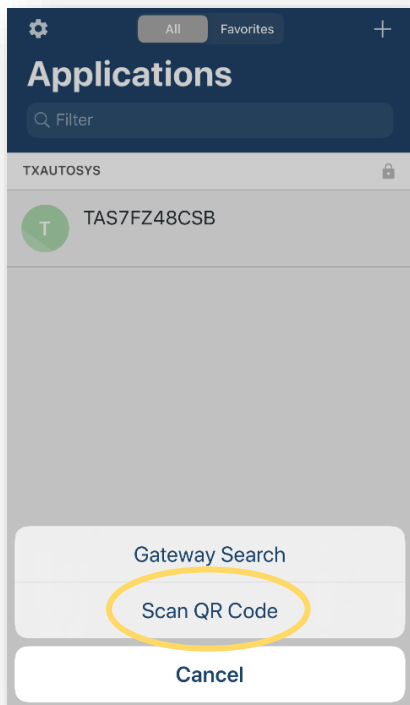 All Favorites
Applications
Filter
TXAUTOSYS
T TAS7FZ48CSB
Gateway Search
Scan QR Code
Cancel